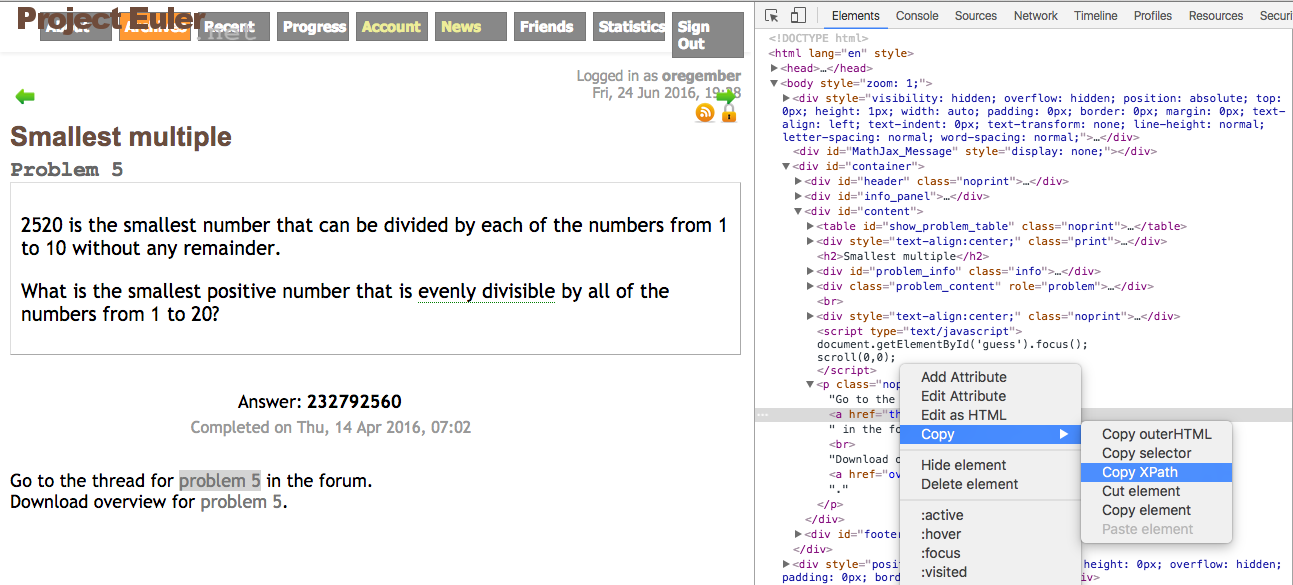 Project Euler
.net
Archives
Recent
Progress
Account
News
Friends
Statistics
Sign
Out
Logged in as oregember
Fri, 24 Jun 2016, 19:
Smallest multiple
Problem 5
2520 is the smallest number that can be divided by each of the numbers from 1
to 10 without any remainder.
What is the smallest positive number that is evenly divisible by all of the
numbers from 1 to 20?
Answer: 232792560
Completed on Thu, 14 Apr 2016, 07:02
Go to the thread for problem 5 in the forum.
Download overview for problem 5.
Elements Console Sources Network Timeline Profiles Resources Securi
<!DOCTYPE html>
<html lang="en" style>
▶<head>…</head>
▼<body style="zoom: 1;">
▶<div style="visibility: hidden; overflow: hidden; position: absolute; top:
0px; height: 1px; width: auto; padding: 0px; border: 0px; margin: 0px; text-
align: left; text-indent: 0px; text-transform: none; line-height: normal;
letter-spacing: normal; word-spacing: normal;">…</div>
<div id="MathJax_Message" style="display: none;"></div>
▼<div id="container">
▶<div id="header" class="noprint">…</div>
▶<div id="info_panel">…</div>
▼<div id="content">
▶<table id="show_problem_table" class="noprint">…</table>
▶<div style="text-align:center;" class="print">…</div>
<h2>Smallest multiple</h2>
▶<div id="problem_info" class="info">…</div>
▶<div class="problem_content" role="problem">…</div>
<br>
▶<div style="text-align:center;" class="noprint">…</div>
<script type="text/javascript">
document.getElementById('guess').focus();
scroll(0,0);
</script>
▼<p class="nop
"Go to the
<a href="th
" in the fo
<br>
"Download o
<a href="ov
"."
</p>
</div>
▶<div id="footer
</div>
▶<div style="posi
height: 0px; overflow: hidden;
padding: 0px; bord
iv>
Add Attribute
Edit Attribute
Edit as HTML
Copy ▶
Hide element
Delete element
:active
:hover
:focus
:visited
Copy outerHTML
Copy selector
Copy XPath
Cut element
Copy element
Paste element